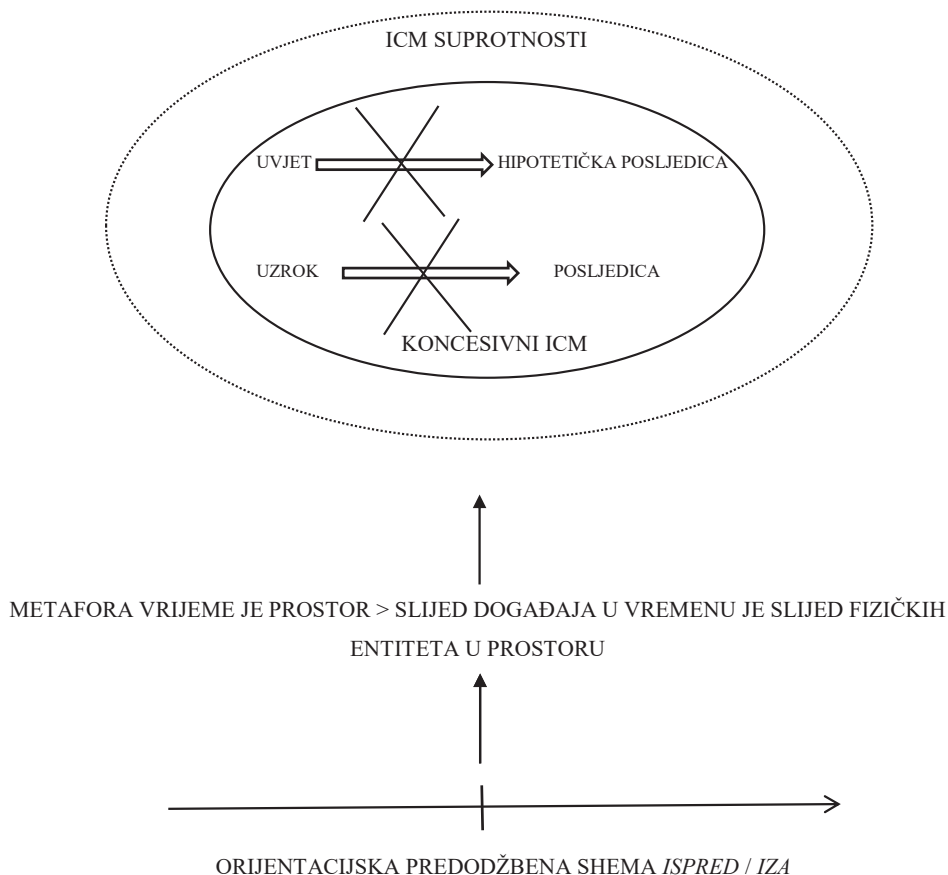 ICM SUPROTNOSTI
UVJET HIPOTETIČKA POSLJEDICA
UZROK POSLJEDICA
KONCESIVNI ICM
METAFORA VRIJEME JE PROSTOR > SLIJED DOGAĐAJA U VREMENU JE SLIJED FIZIČKIH
ENTITETA U PROSTORU
ORIJENTACIJSKA PREDODŽBENA SHEMA ISPRED / IZA